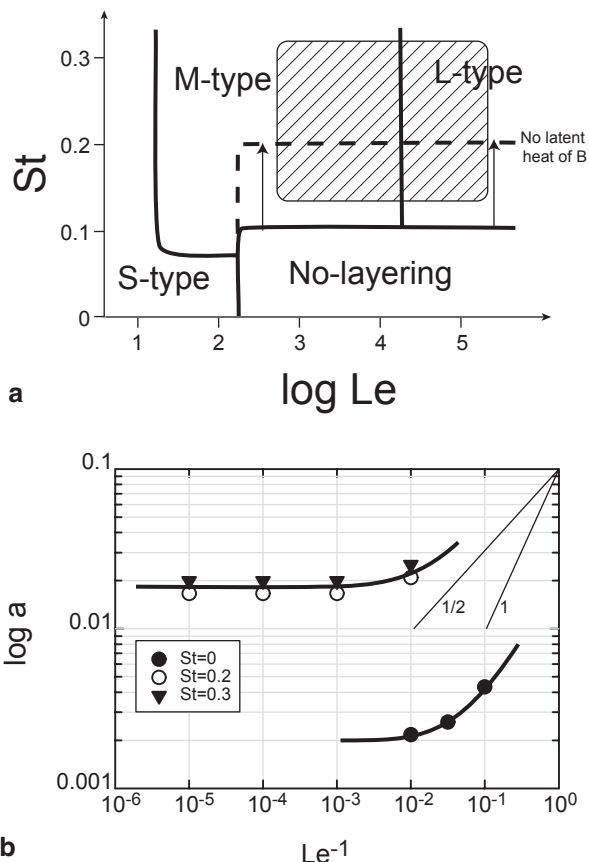 0.3
M-type
L-type
0.2
No latent
heat of B
St
0.1
S-type
No-layering
0
1 2 3 4 5
a
log Le
0.1
log a
1/2
1
0.01
St=0
St=0.2
St=0.3
0.001
10⁻⁶ 10⁻⁵ 10⁻⁴ 10⁻³ 10⁻² 10⁻¹ 10⁰
b
Le⁻¹